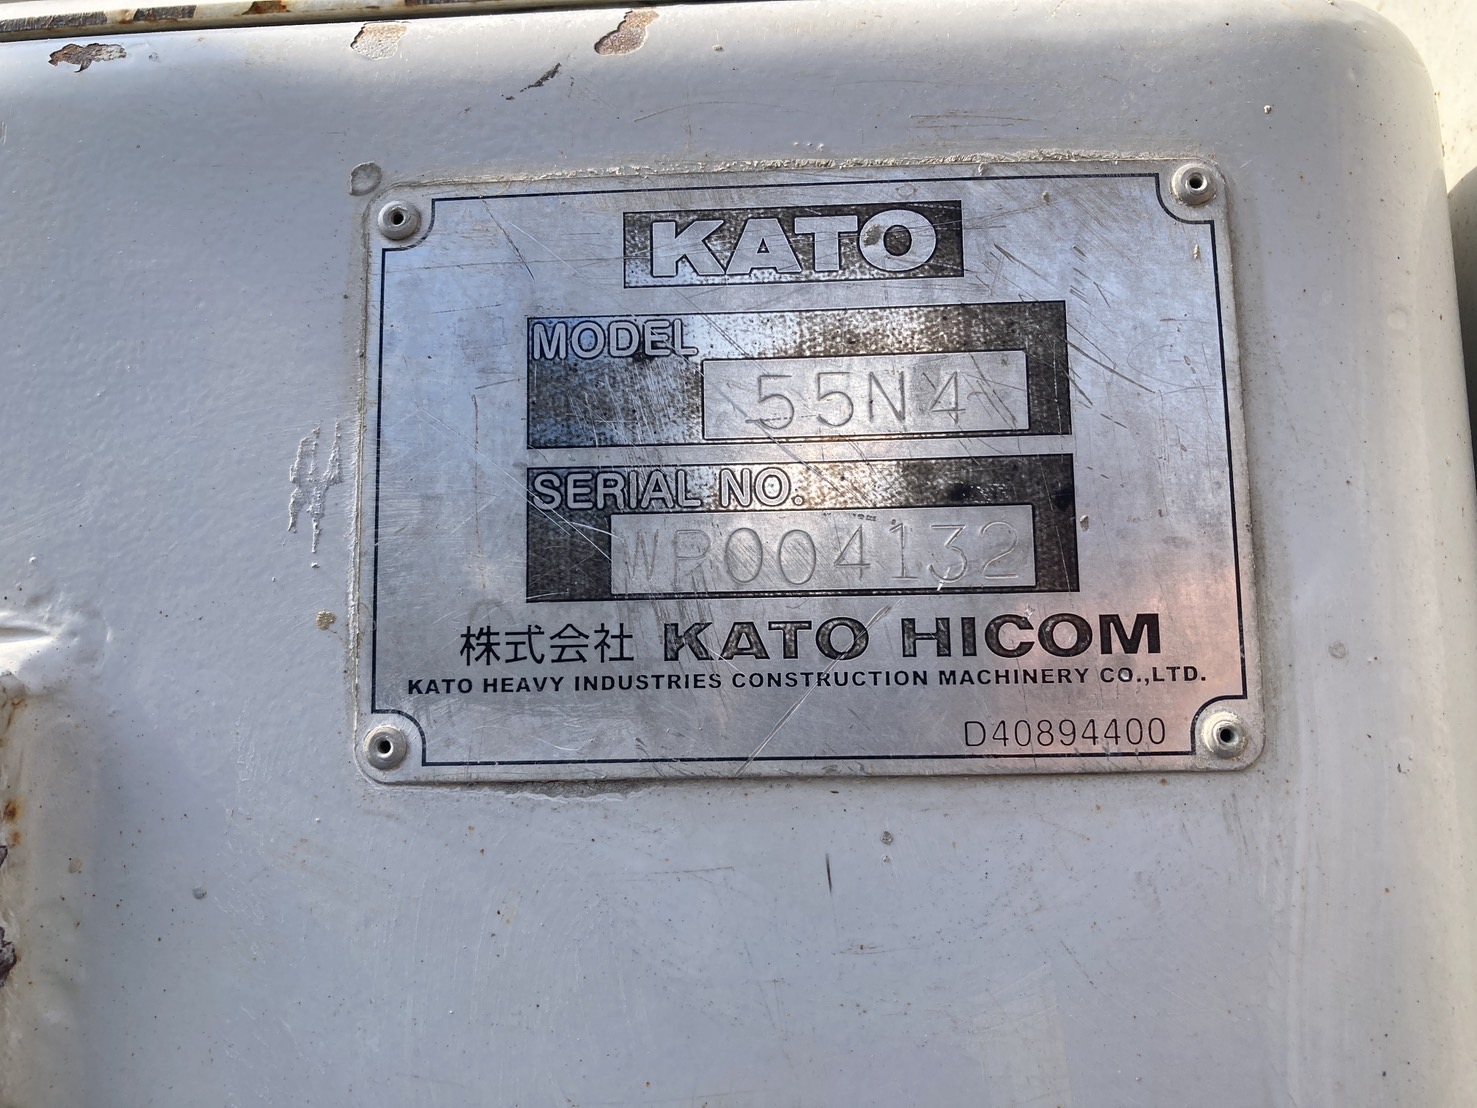 KATO
MODEL
55N4
SERIAL NO.
WP004132
株式会社 KATO HICOM
KATO HEAVY INDUSTRIES CONSTRUCTION MACHINERY CO.,LTD.
D40894400